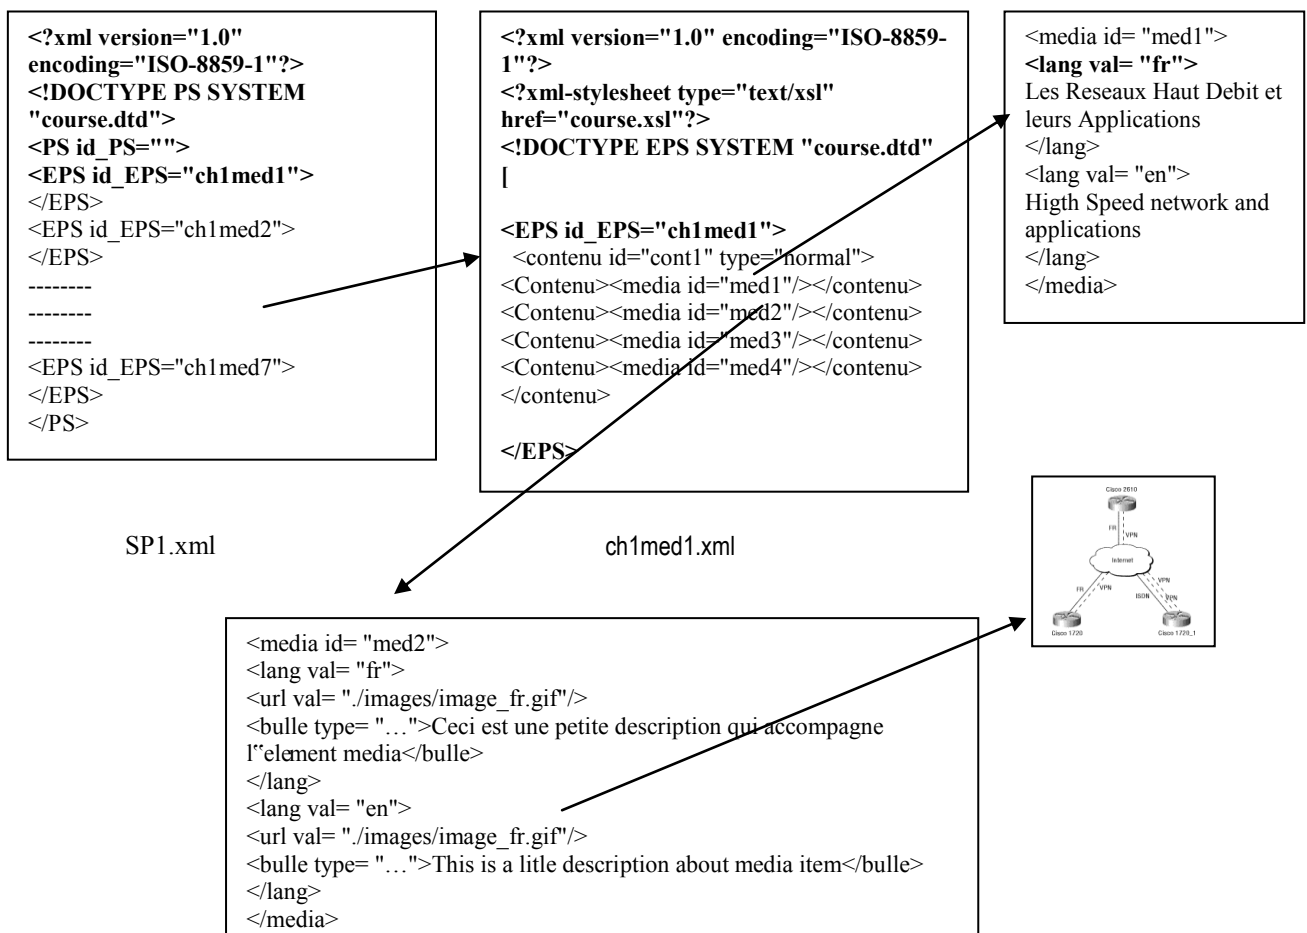 <?xml version="1.0"
encoding="ISO-8859-1"?>
<!DOCTYPE PS SYSTEM
"course.dtd">
<PS id_PS="">
<EPS id_EPS="ch1med1">
</EPS>
<EPS id_EPS="ch1med2">
</EPS>
--------
--------
--------
<EPS id_EPS="ch1med7">
</EPS>
</PS>
SP1.xml
<?xml version="1.0" encoding="ISO-8859-
1"?>
<?xml-stylesheet type="text/xsl"
href="course.xsl"?>
<!DOCTYPE EPS SYSTEM "course.dtd"
[
<EPS id_EPS="ch1med1">
<contenu id="cont1" type="normal">
<Contenu><media id="med1"/></contenu>
<Contenu><media id="med2"/></contenu>
<Contenu><media id="med3"/></contenu>
<Contenu><media id="med4"/></contenu>
</contenu>
</EPS>
ch1med1.xml
<media id= "med1">
<lang val= "fr">
Les Reseaux Haut Debit et
leurs Applications
</lang>
<lang val= "en">
Higth Speed network and
applications
</lang>
</media>
Cisco 2610
FR
VPN
Internet
FR
VPN
ISDN
VPN
VPN
Cisco 1720
Cisco 1720_1
<media id= "med2">
<lang val= "fr">
<url val= "./images/image_fr.gif"/>
<bulle type= "…">Ceci est une petite description qui accompagne
l‟element media</bulle>
</lang>
<lang val= "en">
<url val= "./images/image_fr.gif"/>
<bulle type= "…">This is a litle description about media item</bulle>
</lang>
</media>